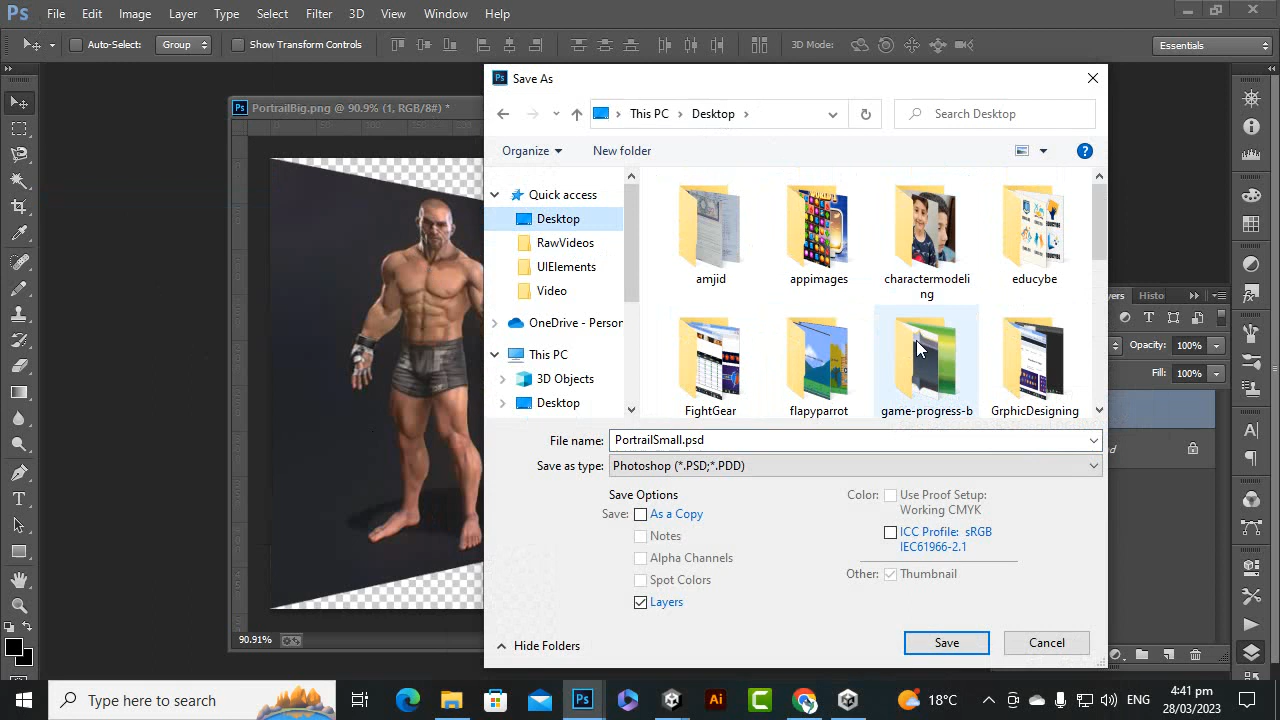 Ps File Edit Image Layer Type Select Filter 3D View Window Help
Auto-Select: Group Show Transform Controls 3D Mode: Essentials
Ps Save As
Ps PortrailBig.png @ 90.9% (1, RGB/8#) *
This PC Desktop Search Desktop
Organize New folder
Quick access
Desktop
RawVideos
UIElements
Video
OneDrive - Person
This PC
3D Objects
Desktop
amjid appimages charactermodeling educybe
FightGear flapyparrot game-progress-b GrphicDesigning
Histo
Opacity: 100%
Fill: 100%
File name: PortrailSmall.psd
Save as type: Photoshop (*.PSD;*.PDD)
Save Options
Save: As a Copy
Notes
Alpha Channels
Spot Colors
Layers
Color: Use Proof Setup:
Working CMYK
ICC Profile: sRGB
IEC61966-2.1
Other: Thumbnail
Hide Folders Save Cancel
90.91%
Type here to search Ps Ai 18°C ENG 4:41 pm
28/03/2023